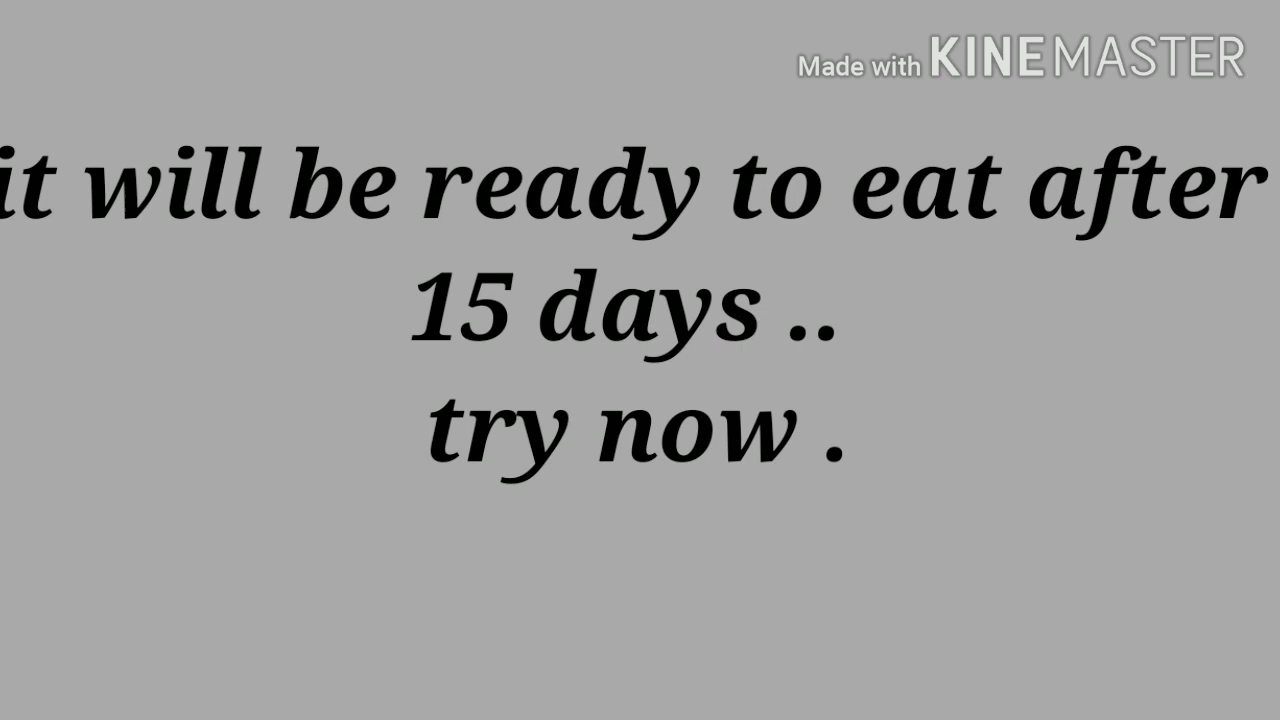 Made with KINEMASTER
it will be ready to eat after
15 days ..
try now .